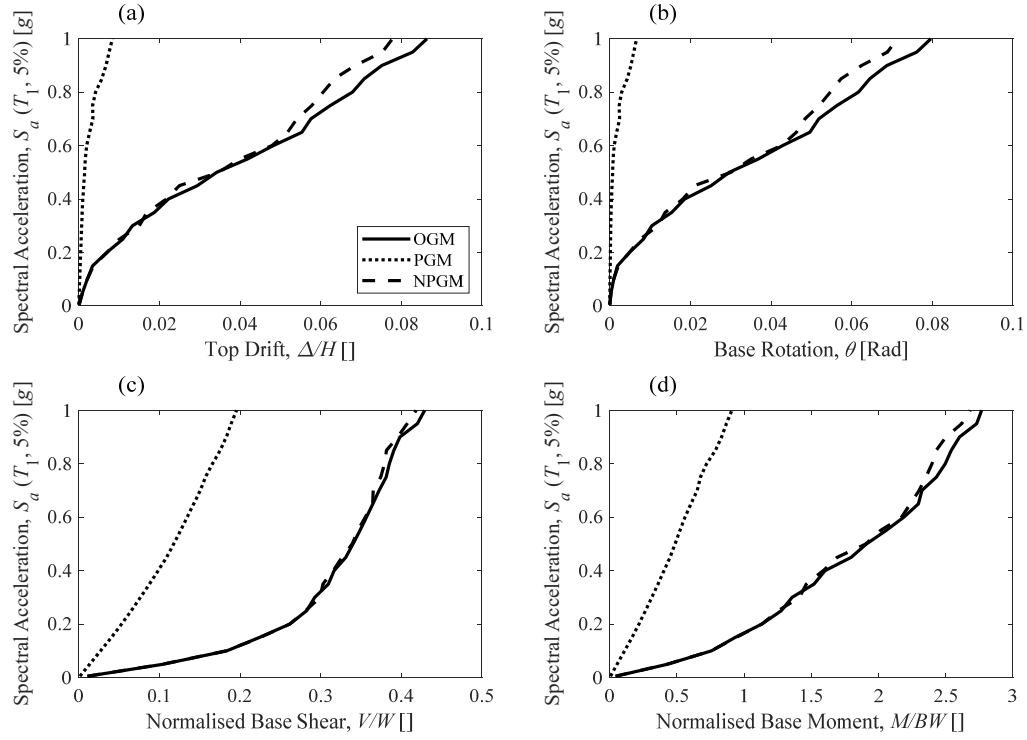 (a)
Spectral Acceleration, S_a (T_1, 5%) [g]
1
0.8
0.6
0.4
0.2
0
0 0.02 0.04 0.06 0.08 0.1
Top Drift, Δ/H []
OGM
PGM
NPGM
(b)
Spectral Acceleration, S_a (T_1, 5%) [g]
1
0.8
0.6
0.4
0.2
0
0 0.02 0.04 0.06 0.08 0.1
Base Rotation, θ [Rad]
(c)
Spectral Acceleration, S_a (T_1, 5%) [g]
1
0.8
0.6
0.4
0.2
0
0 0.1 0.2 0.3 0.4 0.5
Normalised Base Shear, V/W []
(d)
Spectral Acceleration, S_a (T_1, 5%) [g]
1
0.8
0.6
0.4
0.2
0
0 0.5 1 1.5 2 2.5 3
Normalised Base Moment, M/BW []